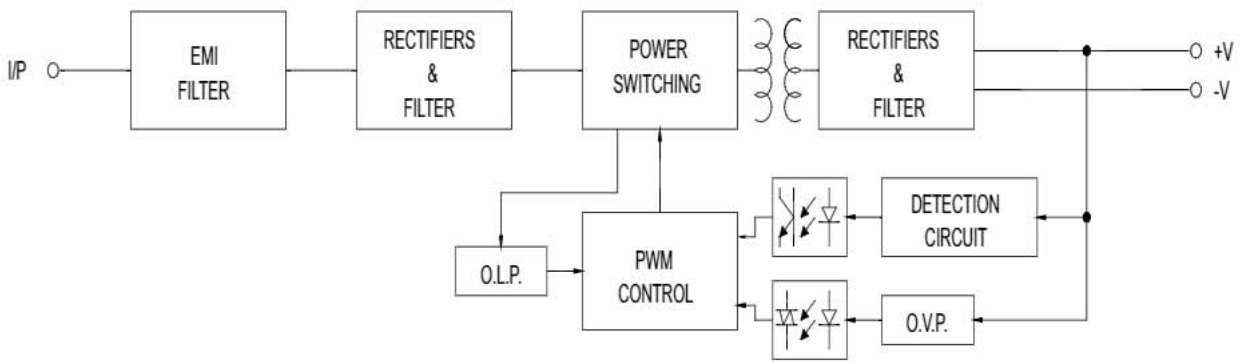 I/P
EMI
FILTER
RECTIFIERS
&
FILTER
POWER
SWITCHING
RECTIFIERS
&
FILTER
+V
-V
O.L.P.
PWM
CONTROL
DETECTION
CIRCUIT
O.V.P.